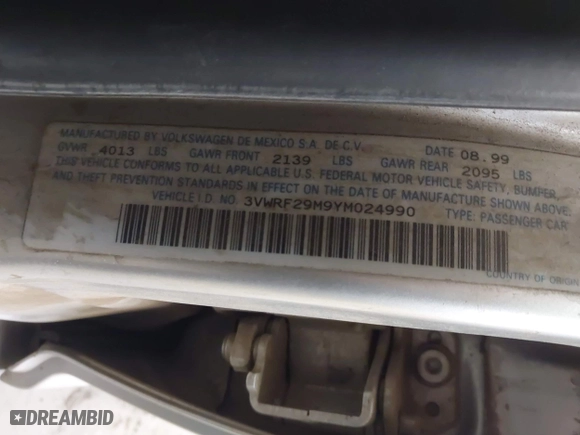 MANUFACTURED BY VOLKSWAGEN DE MEXICO S.A. DE C.V. DATE 08.99
GVWR 4013 LBS GAWR FRONT 2139 LBS GAWR REAR 2095 LBS
THIS VEHICLE CONFORMS TO ALL APPLICABLE U.S. FEDERAL MOTOR VEHICLE SAFETY, BUMPER,
AND THEFT PREVENTION STANDARDS IN EFFECT ON THE DATE OF MANUFACTURE SHOWN ABOVE.
VEHICLE I.D. NO. 3VWRF29M9YM024990 TYPE: PASSENGER CAR
COUNTRY OF ORIGIN
DREAMBID